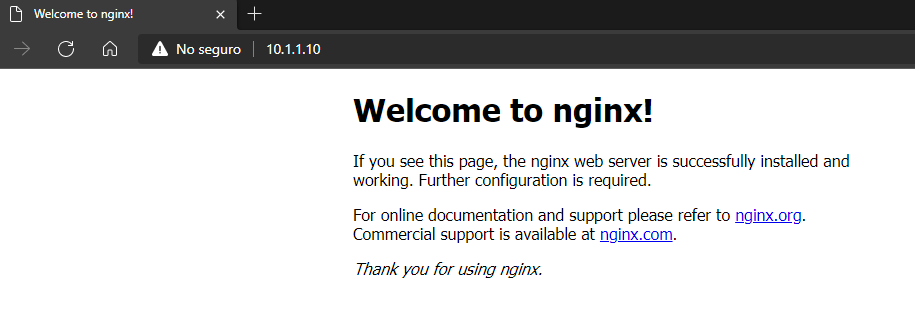 Welcome to nginx!
No seguro
10.1.1.10
Welcome to nginx!
If you see this page, the nginx web server is successfully installed and
working. Further configuration is required.
For online documentation and support please refer to nginx.org.
Commercial support is available at nginx.com.
Thank you for using nginx.